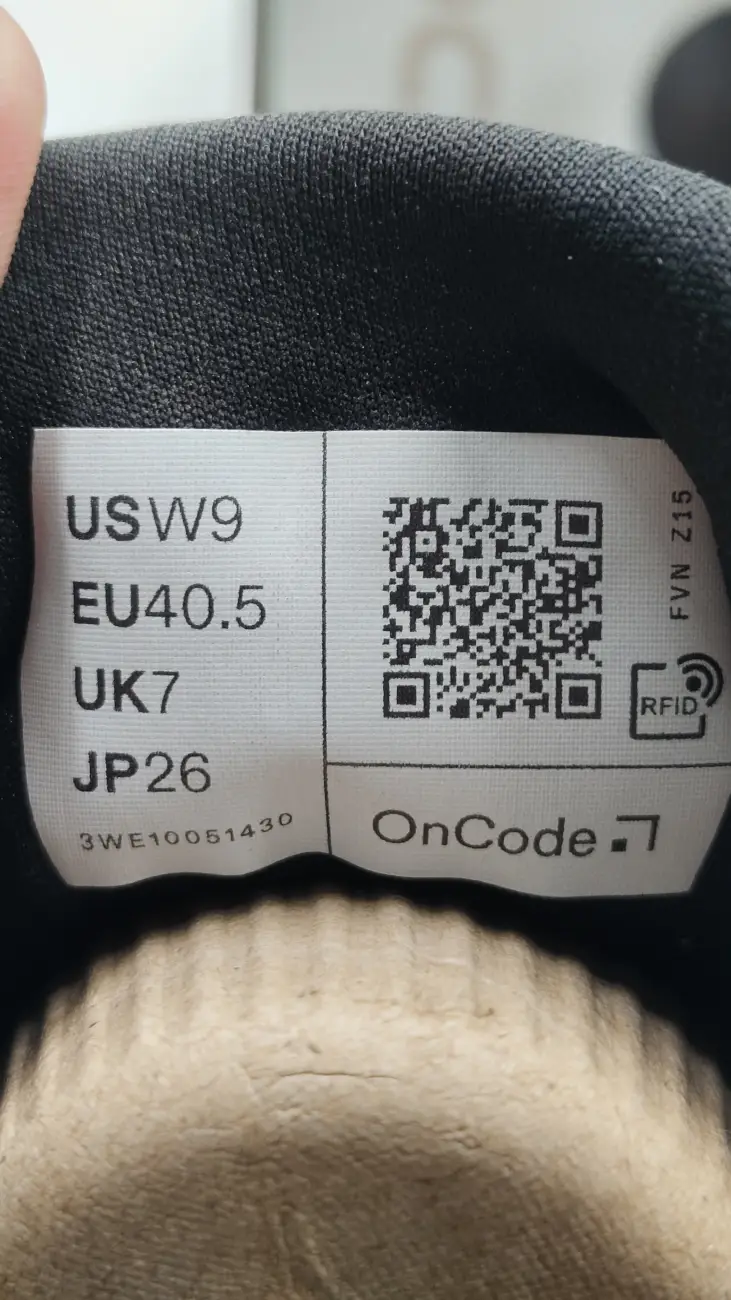 USW9
EU40.5
UK7
JP26
3WE10051430
FVN Z15
RFID
OnCode